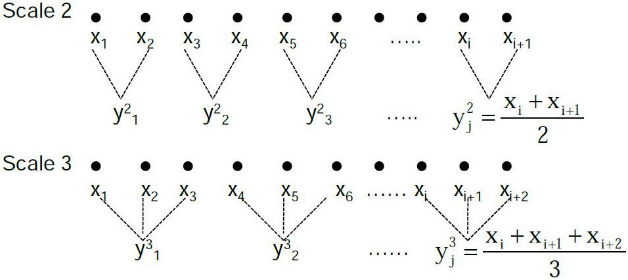 Scale 2
x₁ x₂ x₃ x₄ x₅ x₆ ..... xᵢ xᵢ₊₁
y²₁ y²₂ y²₃ ..... y²ⱼ = (xᵢ + xᵢ₊₁) / 2
Scale 3
x₁ x₂ x₃ x₄ x₅ x₆ ...... xᵢ xᵢ₊₁ xᵢ₊₂
y³₁ y³₂ ...... y³ⱼ = (xᵢ + xᵢ₊₁ + xᵢ₊₂) / 3